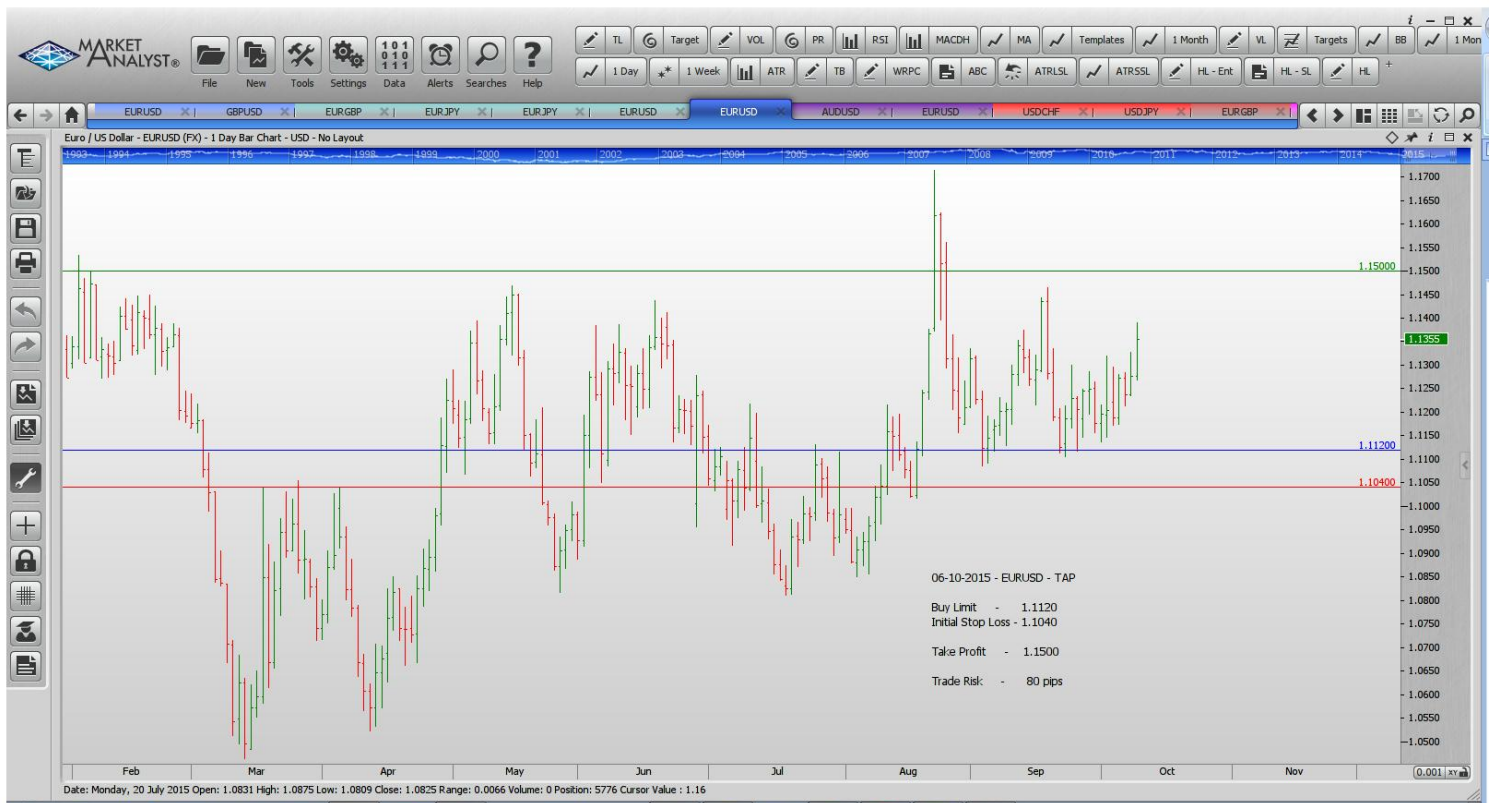 i
MARKET ANALYST®
File New Tools Settings Data Alerts Searches Help
TL Target VOL PR RSI MACDH MA Templates 1 Month VL Targets BB 1 Mon
1 Day 1 Week ATR TB WRPC ABC ATRLSL ATRSSL HL - Ent HL - SL HL +
EURUSD GBPUSD EURGBP EURJPY EURJPY EURUSD EURUSD AUDUSD EURUSD USDCHF USDJPY EURGBP
Euro / US Dollar - EURUSD (FX) - 1 Day Bar Chart - USD - No Layout
1993 1994 1995 1996 1997 1998 1999 2000 2001 2002 2003 2004 2005 2006 2007 2008 2009 2010 2011 2012 2013 2014 2015
1.1700
1.1650
1.1600
1.1550
1.15000
1.1500
1.1450
1.1400
1.1355
1.1300
1.1250
1.1200
1.1150
1.11200
1.1100
1.1050
1.10400
1.1000
1.0950
1.0900
1.0850
1.0800
1.0750
1.0700
1.0650
1.0600
1.0550
1.0500
06-10-2015 - EURUSD - TAP
Buy Limit - 1.1120
Initial Stop Loss - 1.1040
Take Profit - 1.1500
Trade Risk - 80 pips
Feb Mar Apr May Jun Jul Aug Sep Oct Nov
0.001 XY
Date: Monday, 20 July 2015 Open: 1.0831 High: 1.0875 Low: 1.0809 Close: 1.0825 Range: 0.0066 Volume: 0 Position: 5776 Cursor Value : 1.16